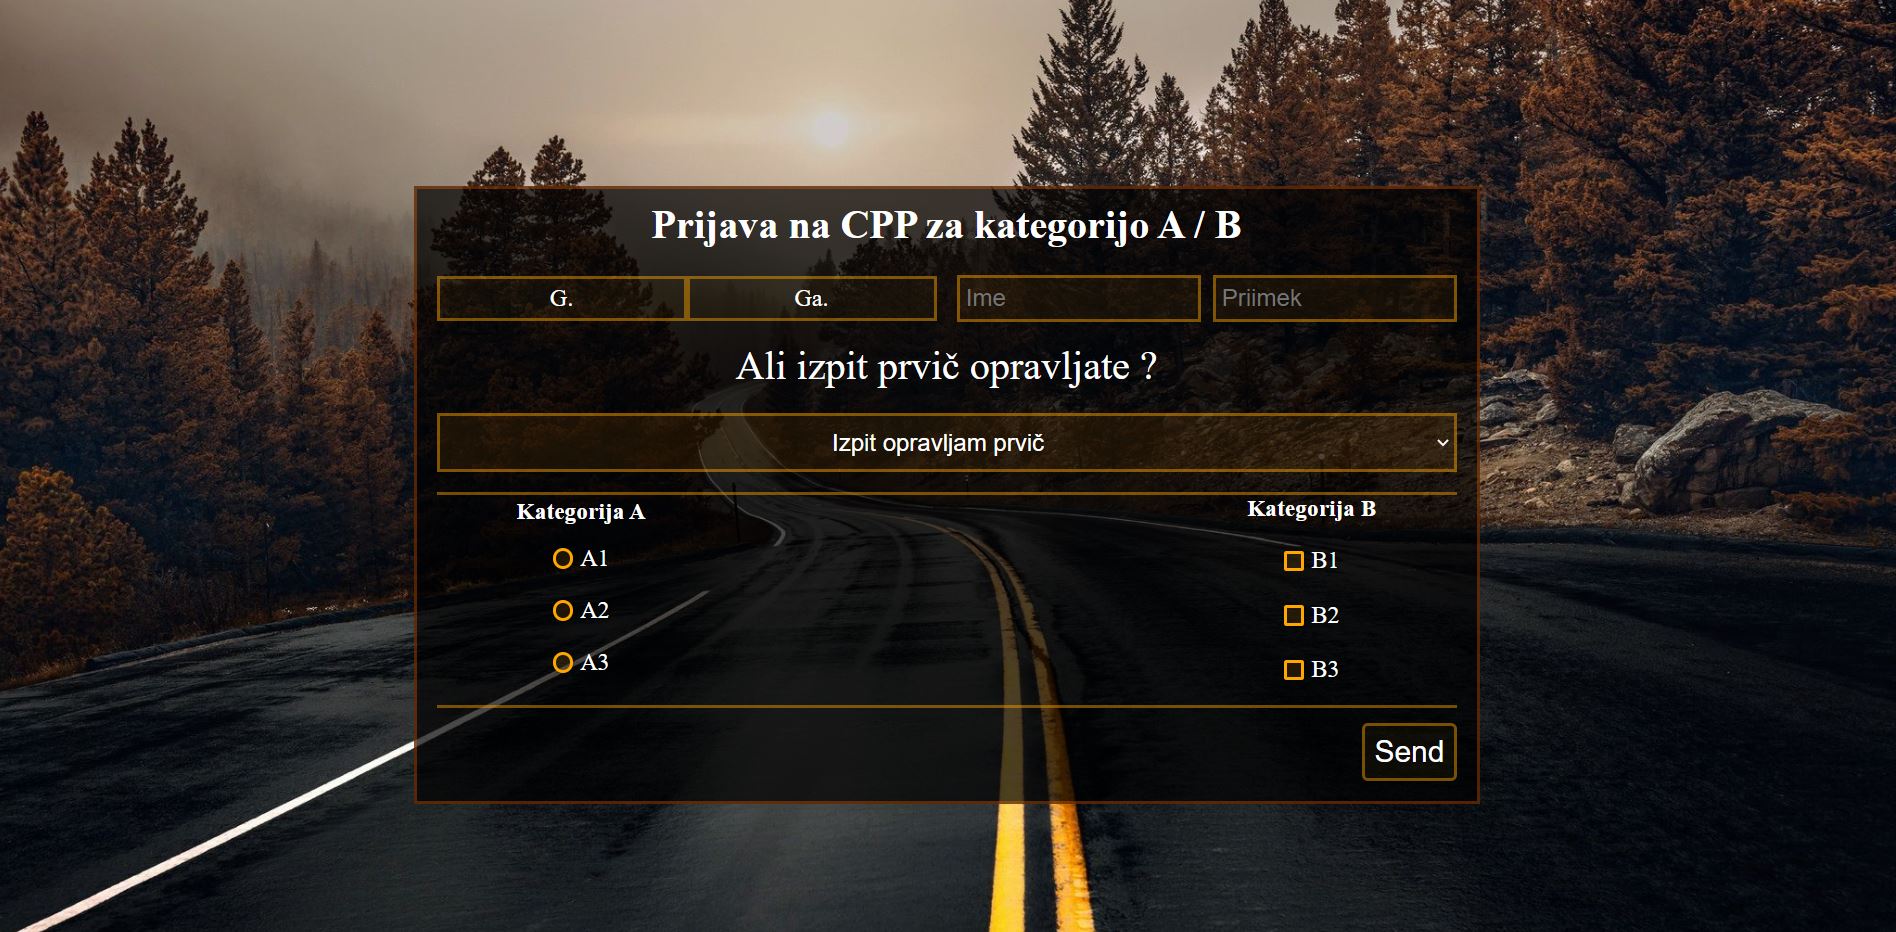 Prijava na CPP za kategorijo A / B
G. Ga. Ime Priimek
Ali izpit prvič opravljate ?
Izpit opravljam prvič
Kategorija A
A1
A2
A3
Kategorija B
B1
B2
B3
Send